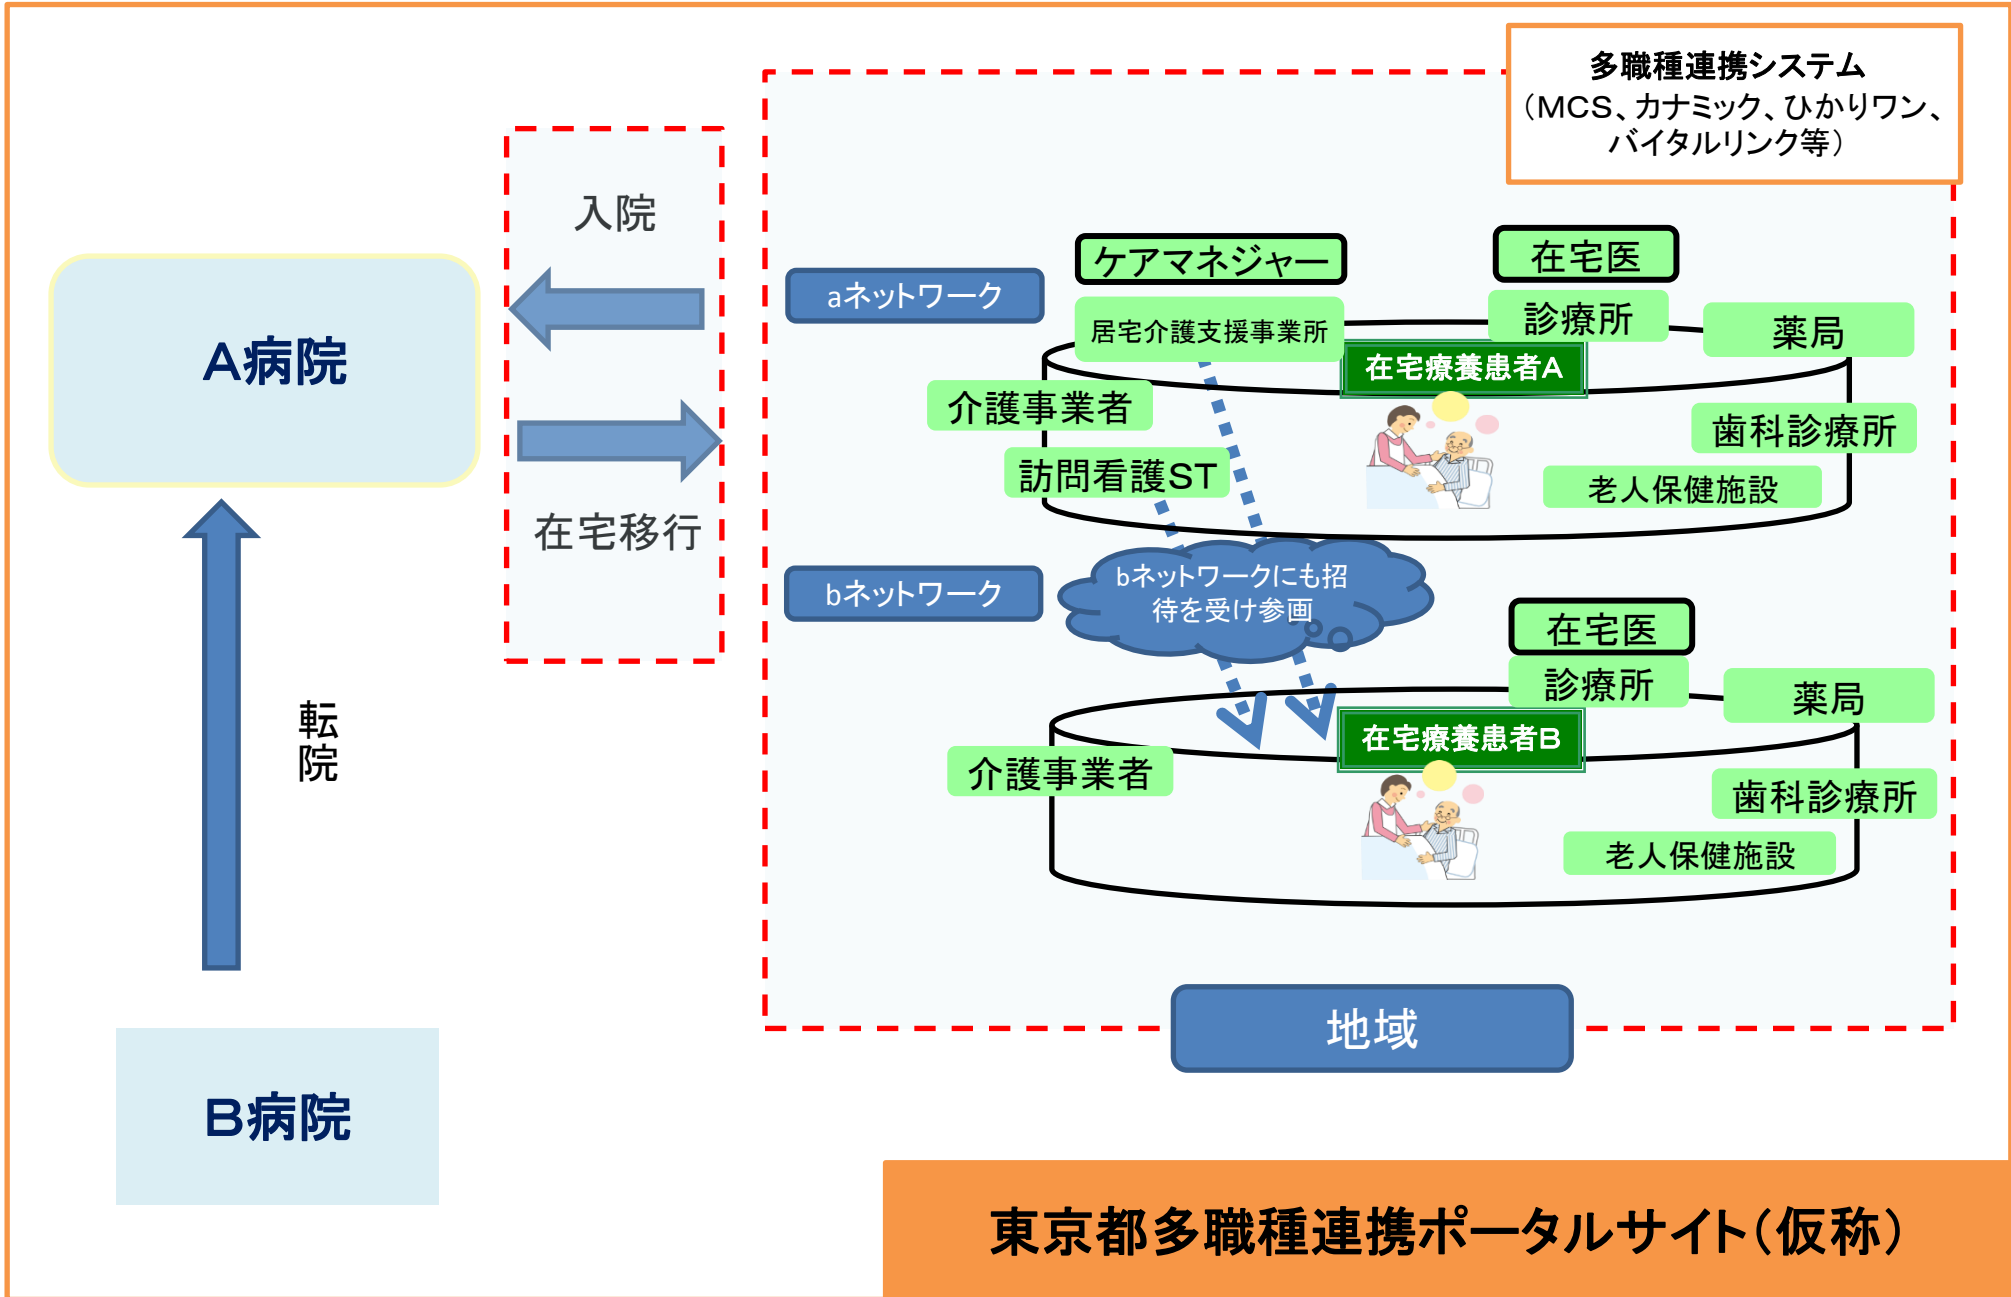 多職種連携システム
（MCS、カナミック、ひかりワン、
バイタルリンク等）
入院
在宅移行
A病院
転院
B病院
aネットワーク
ケアマネジャー
居宅介護支援事業所
在宅医
診療所
薬局
在宅療養患者A
介護事業者
訪問看護ST
歯科診療所
老人保健施設
bネットワーク
bネットワークにも招
待を受け参画
在宅医
診療所
薬局
在宅療養患者B
介護事業者
歯科診療所
老人保健施設
地域
東京都多職種連携ポータルサイト（仮称）